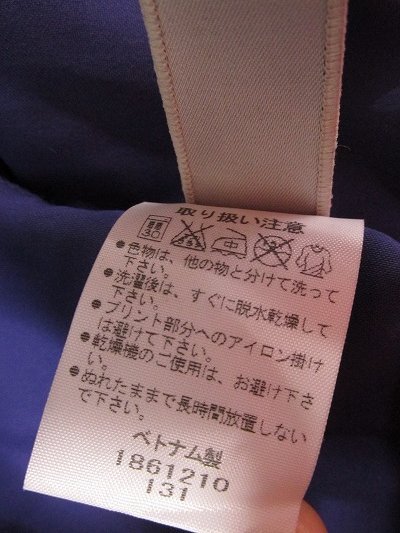 取り扱い注意
●色物は、他の物と分けて洗って
下さい。
●洗濯後は、すぐに脱水乾燥して
下さい。
●プリント部分へのアイロン掛け
は避けて下さい。
●乾燥機のご使用は、お避け下さ
い。
●ぬれたままで長時間放置しない
で下さい。
ベトナム製
1861210
131